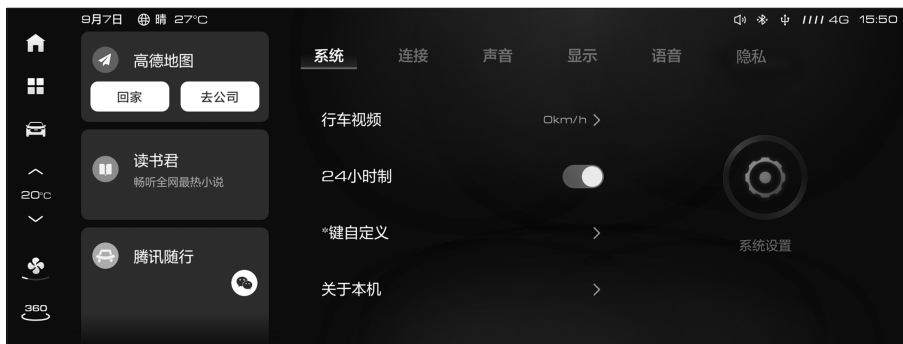 9月7日 晴 27°C
4G 15:50
高德地图
回家 去公司
读书君
畅听全网最热小说
腾讯随行
20°C
360
系统 连接 声音 显示 语音 隐私
行车视频 0km/h
24小时制
*键自定义
关于本机
系统设置